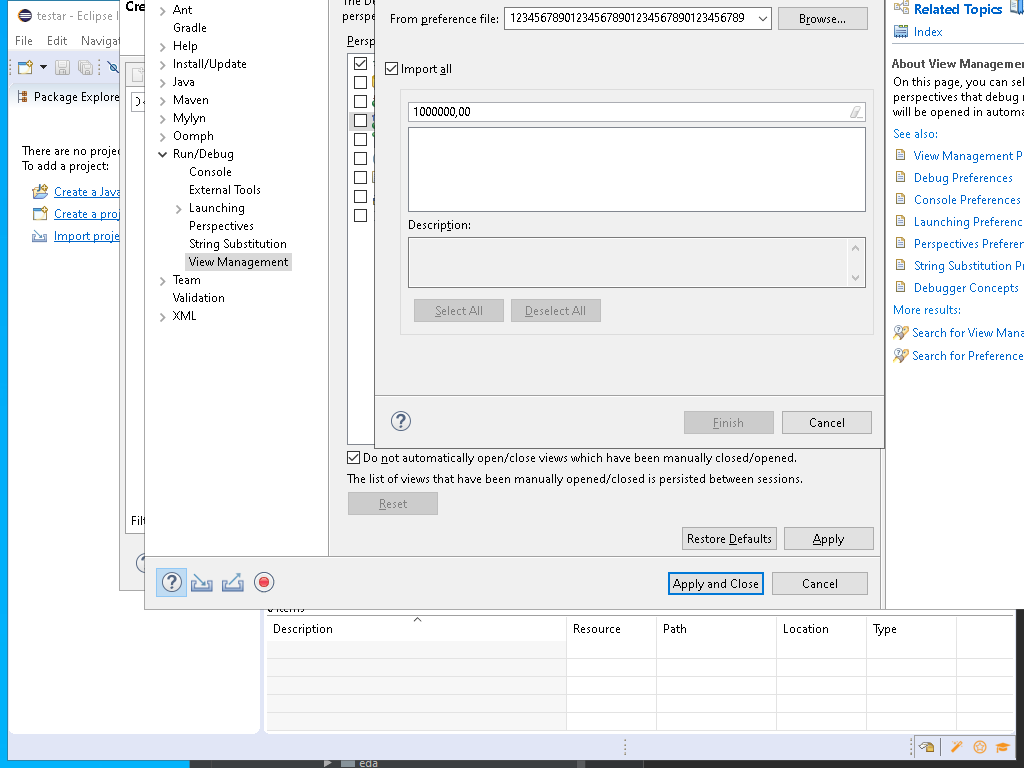 testar - Eclipse I
File Edit Navigat
Package Explore
There are no projec
To add a project:
Create a Java
Create a proj
Import proje
Cre
Filt
Ant
Gradle
Help
Install/Update
Java
Maven
Mylyn
Oomph
Run/Debug
Console
External Tools
Launching
Perspectives
String Substitution
View Management
Team
Validation
XML
The De
perspe
Persp
From preference file: 123456789012345678901234567890123456789 Browse...
Import all
1000000,00
Description:
Select All Deselect All
Finish Cancel
Do not automatically open/close views which have been manually closed/opened.
The list of views that have been manually opened/closed is persisted between sessions.
Reset
Restore Defaults Apply
Apply and Close Cancel
Related Topics
Index
About View Managemen
On this page, you can sel
perspectives that debug
will be opened in automa
See also:
View Management P
Debug Preferences
Console Preferences
Launching Preferenc
Perspectives Preferen
String Substitution Pr
Debugger Concepts
More results:
Search for View Mana
Search for Preference
0 items
Description Resource Path Location Type
eda